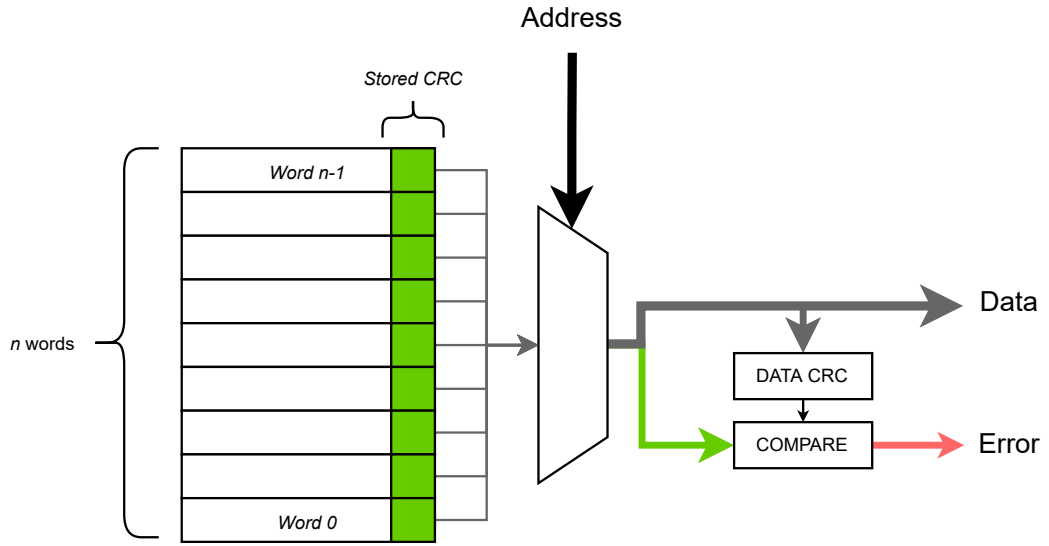 Address
Stored CRC
Word n-1
n words
Data
DATA CRC
COMPARE
Error
Word 0